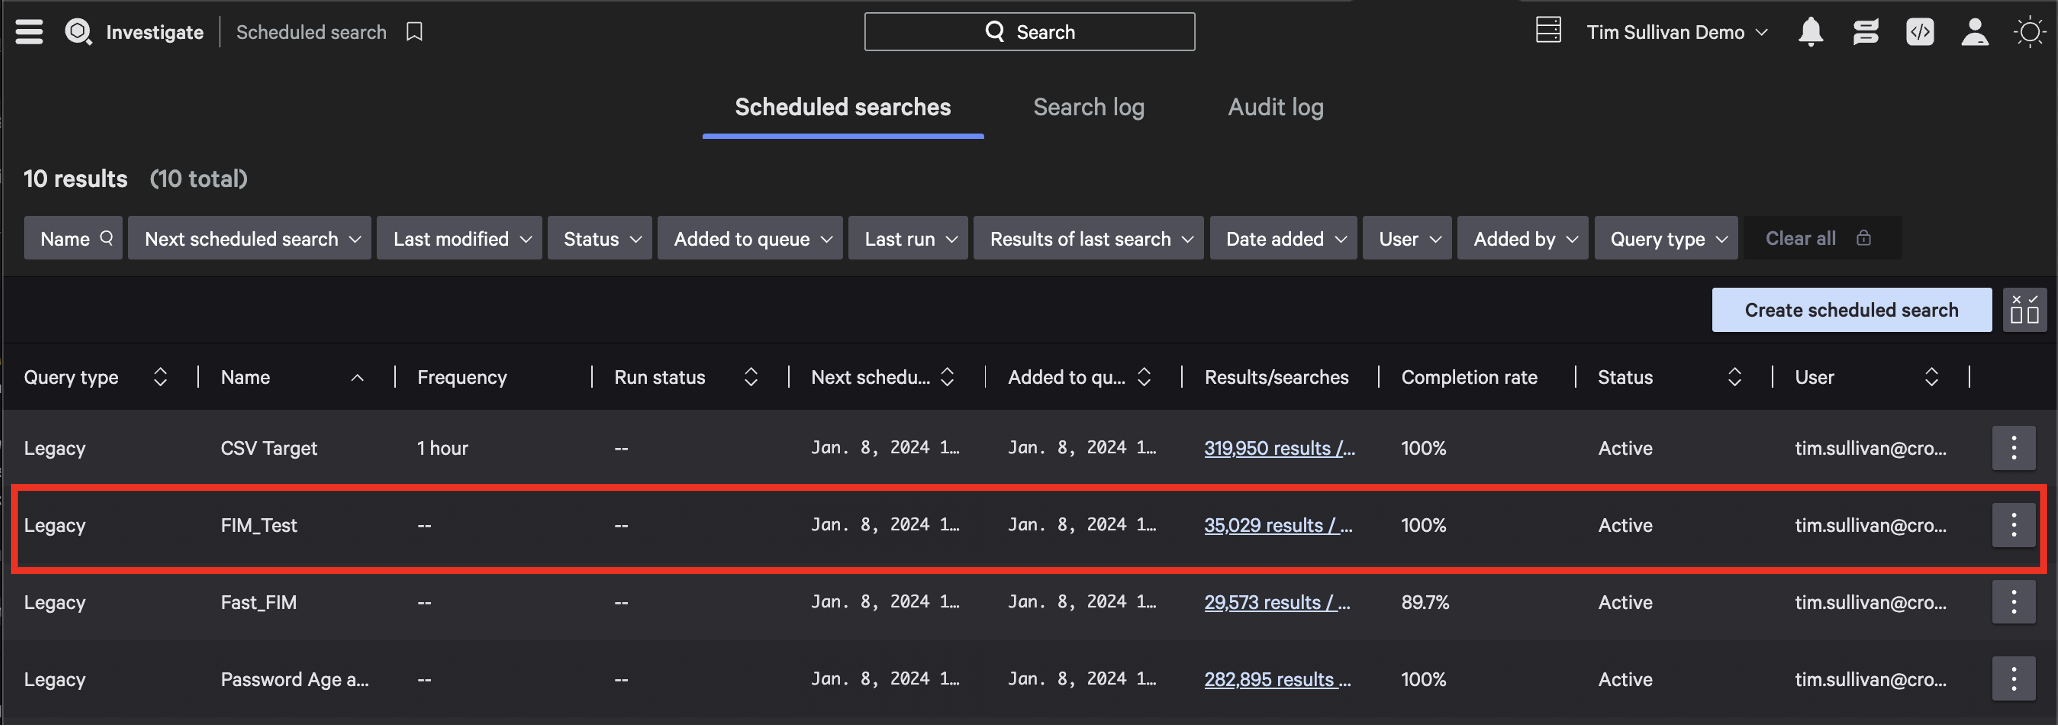 Investigate Scheduled search Search Tim Sullivan Demo
Scheduled searches Search log Audit log
10 results (10 total)
Name Next scheduled search Last modified Status Added to queue Last run Results of last search Date added User Added by Query type Clear all
Create scheduled search
Query type Name Frequency Run status Next schedu... Added to qu... Results/searches Completion rate Status User
Legacy CSV Target 1 hour -- Jan. 8, 2024 1... Jan. 8, 2024 1... 319,950 results /... 100% Active tim.sullivan@cro...
Legacy FIM_Test -- -- Jan. 8, 2024 1... Jan. 8, 2024 1... 35,029 results / ... 100% Active tim.sullivan@cro...
Legacy Fast_FIM -- -- Jan. 8, 2024 1... Jan. 8, 2024 1... 29,573 results / ... 89.7% Active tim.sullivan@cro...
Legacy Password Age a... -- -- Jan. 8, 2024 1... Jan. 8, 2024 1... 282,895 results ... 100% Active tim.sullivan@cro...